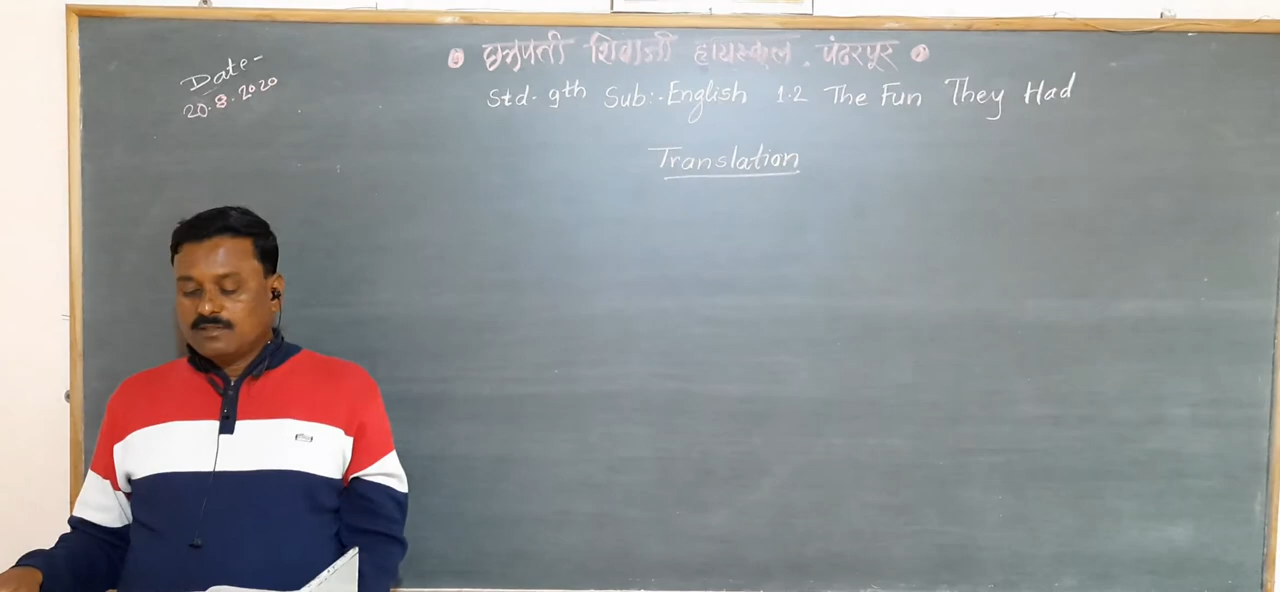 Date-
20.8.2020
छत्रपती शिवाजी हायस्कूल. पंढरपूर
Std. 9th Sub:-English 1.2 The Fun They Had
Translation